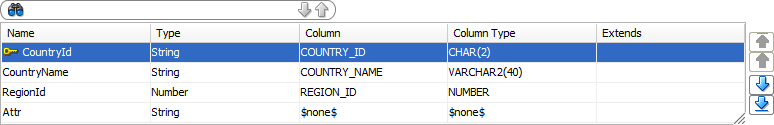 Name Type Column Column Type Extends
CountryId String COUNTRY_ID CHAR(2)
CountryName String COUNTRY_NAME VARCHAR2(40)
RegionId Number REGION_ID NUMBER
Attr String $none$ $none$